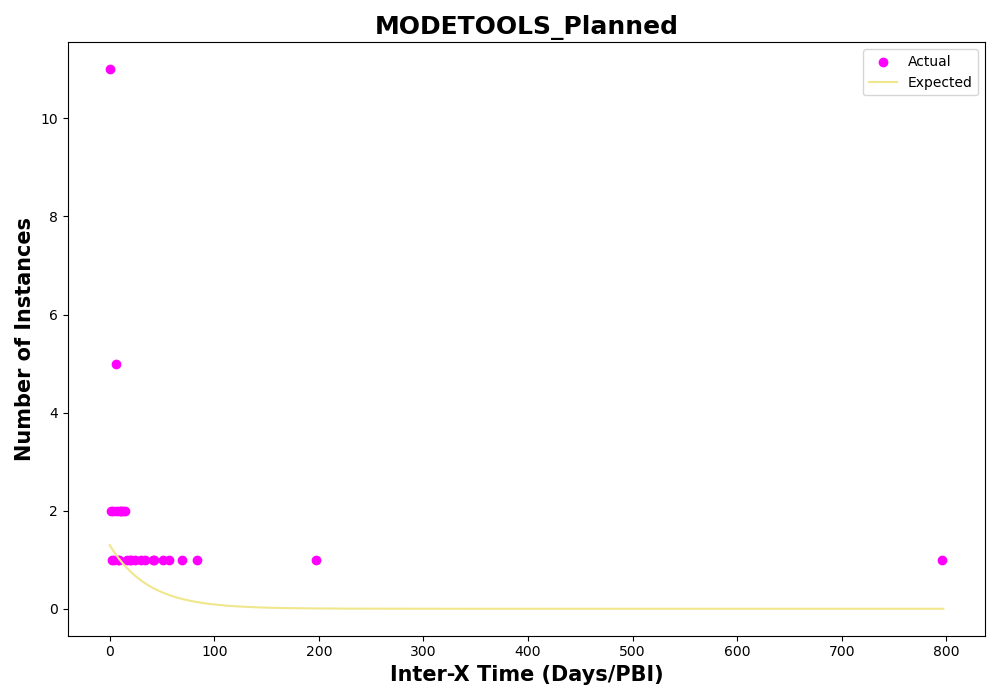 MODETOOLS_Planned
Actual
Expected
10
8
6
4
2
0
Number of Instances
0 100 200 300 400 500 600 700 800
Inter-X Time (Days/PBI)